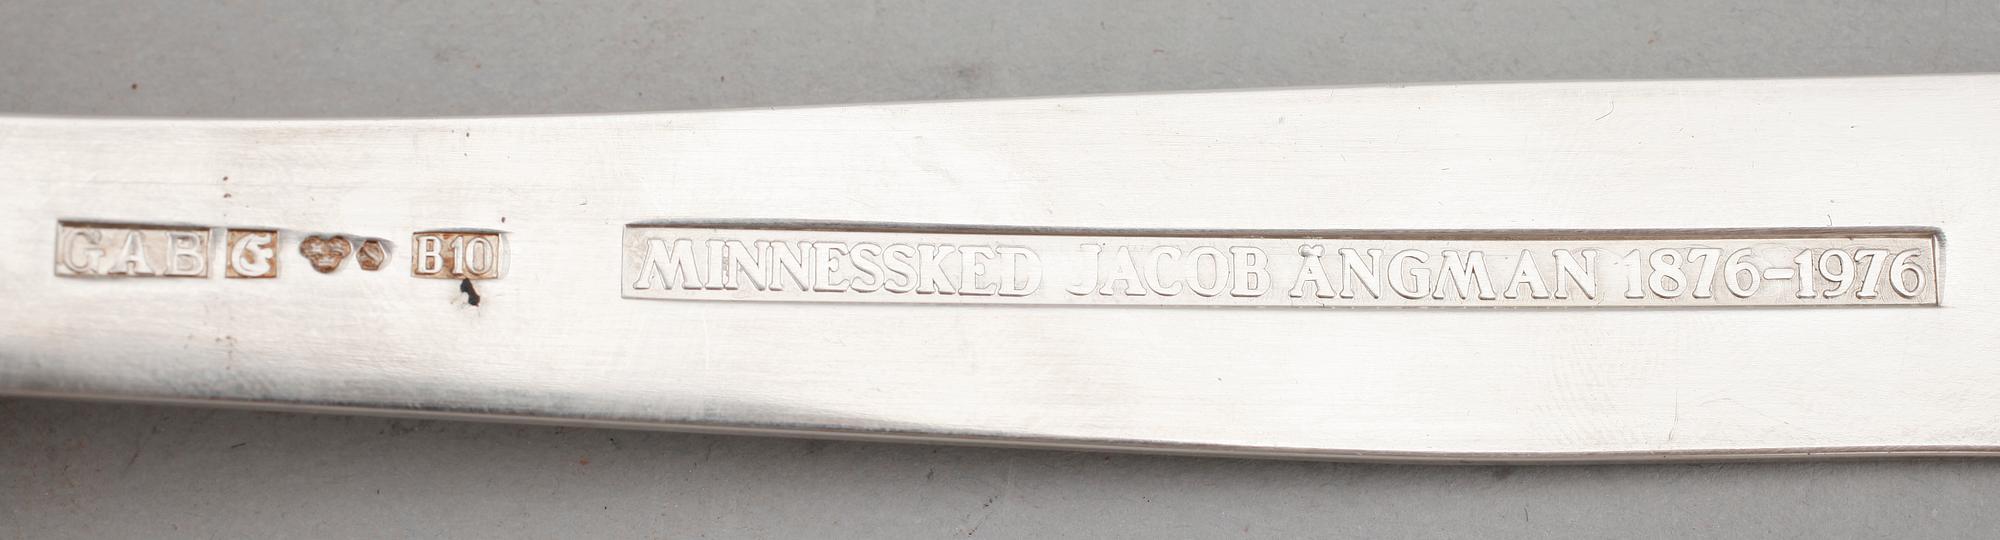 GAB G S B10 MINNESSKED JACOB ÄNGMAN 1876-1976